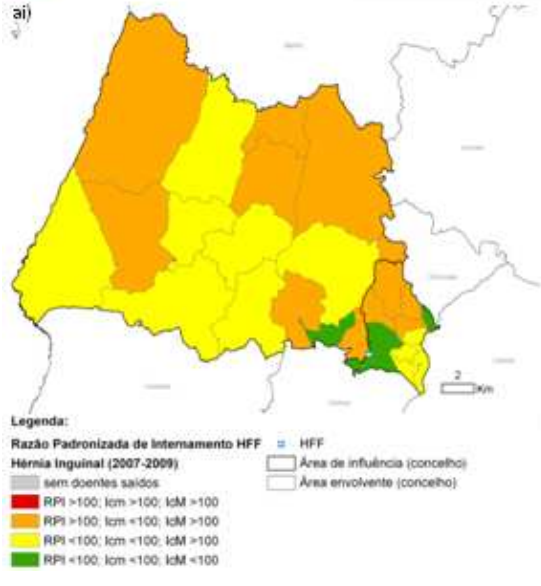 ai)
2
Km
Legenda:
Razão Padronizada de Internamento HFF
HFF
Hérnia Inguinal (2007-2009)
Área de influência (concelho)
sem doentes saídos
Área envolvente (concelho)
RPI >100; Icm >100; IcM >100
RPI >100; Icm <100; IcM >100
RPI <100; Icm <100; IcM >100
RPI <100; Icm <100; IcM <100